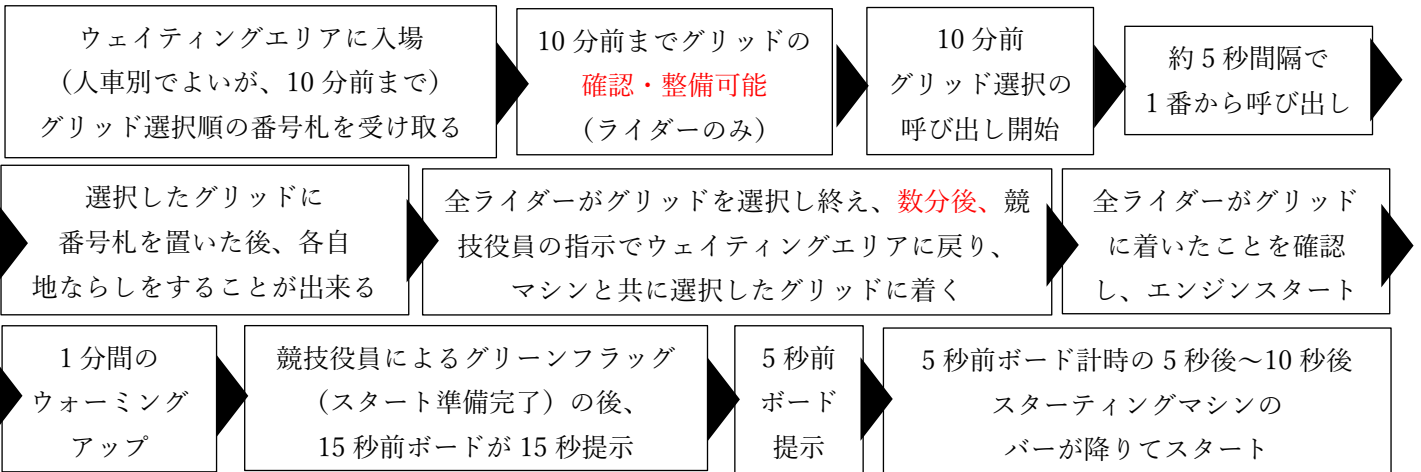 ウェイティングエリアに入場
（人車別でよいが、10 分前まで）
グリッド選択順の番号札を受け取る
10 分前までグリッドの
確認・整備可能
（ライダーのみ）
10 分前
グリッド選択の
呼び出し開始
約 5 秒間隔で
1 番から呼び出し
選択したグリッドに
番号札を置いた後、各自
地ならしをすることが出来る
全ライダーがグリッドを選択し終え、数分後、競
技役員の指示でウェイティングエリアに戻り、
マシンと共に選択したグリッドに着く
全ライダーがグリッド
に着いたことを確認
し、エンジンスタート
1 分間の
ウォーミング
アップ
競技役員によるグリーンフラッグ
（スタート準備完了）の後、
15 秒前ボードが 15 秒提示
5 秒前
ボード
提示
5 秒前ボード計時の 5 秒後～10 秒後
スターティングマシンの
バーが降りてスタート